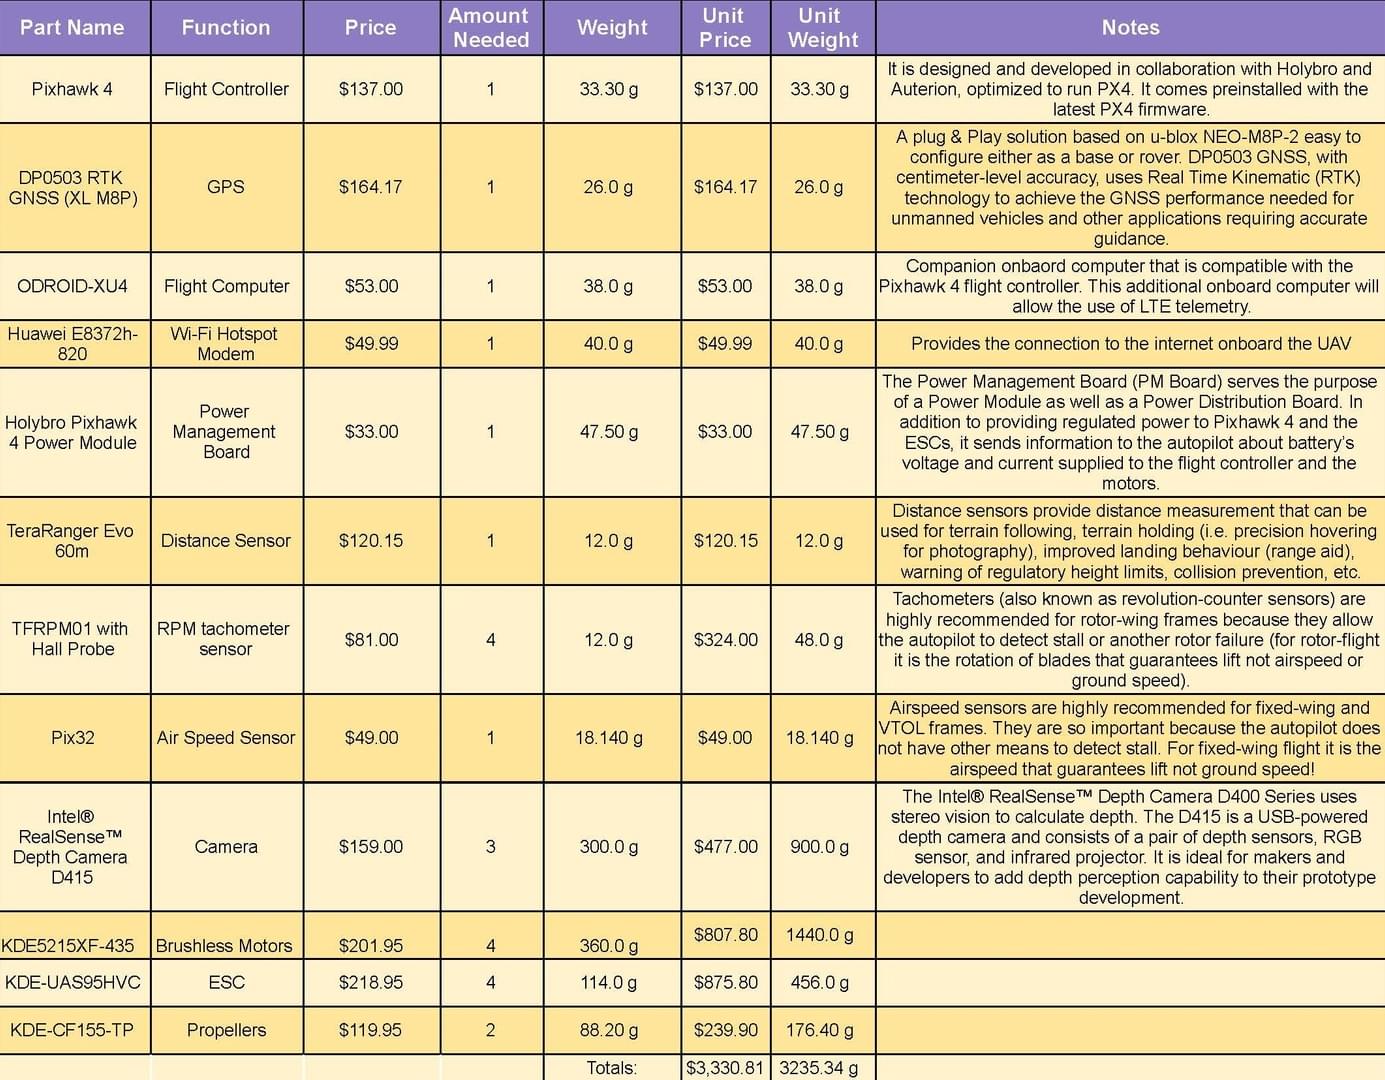 Part Name
Function
Price
Amount
Needed
Weight
Unit
Price
Unit
Weight
Notes
Pixhawk 4
Flight Controller
$137.00
1
33.30 g
$137.00
33.30 g
It is designed and developed in collaboration with Holybro and
Auterion, optimized to run PX4. It comes preinstalled with the
latest PX4 firmware.
DP0503 RTK
GNSS (XL M8P)
GPS
$164.17
1
26.0 g
$164.17
26.0 g
A plug & Play solution based on u-blox NEO-M8P-2 easy to
configure either as a base or rover. DP0503 GNSS, with
centimeter-level accuracy, uses Real Time Kinematic (RTK)
technology to achieve the GNSS performance needed for
unmanned vehicles and other applications requiring accurate
guidance.
ODROID-XU4
Flight Computer
$53.00
1
38.0 g
$53.00
38.0 g
Companion onbaord computer that is compatible with the
Pixhawk 4 flight controller. This additional onboard computer will
allow the use of LTE telemetry.
Huawei E8372h-
820
Wi-Fi Hotspot
Modem
$49.99
1
40.0 g
$49.99
40.0 g
Provides the connection to the internet onboard the UAV
Holybro Pixhawk
4 Power Module
Power
Management
Board
$33.00
1
47.50 g
$33.00
47.50 g
The Power Management Board (PM Board) serves the purpose
of a Power Module as well as a Power Distribution Board. In
addition to providing regulated power to Pixhawk 4 and the
ESCs, it sends information to the autopilot about battery's
voltage and current supplied to the flight controller and the
motors.
TeraRanger Evo
60m
Distance Sensor
$120.15
1
12.0 g
$120.15
12.0 g
Distance sensors provide distance measurement that can be
used for terrain following, terrain holding (i.e. precision hovering
for photography), improved landing behaviour (range aid),
warning of regulatory height limits, collision prevention, etc.
TFRPM01 with
Hall Probe
RPM tachometer
sensor
$81.00
4
12.0 g
$324.00
48.0 g
Tachometers (also known as revolution-counter sensors) are
highly recommended for rotor-wing frames because they allow
the autopilot to detect stall or another rotor failure (for rotor-flight
it is the rotation of blades that guarantees lift not airspeed or
ground speed).
Pix32
Air Speed Sensor
$49.00
1
18.140 g
$49.00
18.140 g
Airspeed sensors are highly recommended for fixed-wing and
VTOL frames. They are so important because the autopilot does
not have other means to detect stall. For fixed-wing flight it is the
airspeed that guarantees lift not ground speed!
Intel®
RealSense™
Depth Camera
D415
Camera
$159.00
3
300.0 g
$477.00
900.0 g
The Intel® RealSense™ Depth Camera D400 Series uses
stereo vision to calculate depth. The D415 is a USB-powered
depth camera and consists of a pair of depth sensors, RGB
sensor, and infrared projector. It is ideal for makers and
developers to add depth perception capability to their prototype
development.
KDE5215XF-435
Brushless Motors
$201.95
4
360.0 g
$807.80
1440.0 g
KDE-UAS95HVC
ESC
$218.95
4
114.0 g
$875.80
456.0 g
KDE-CF155-TP
Propellers
$119.95
2
88.20 g
$239.90
176.40 g
Totals:
$3,330.81
3235.34 g